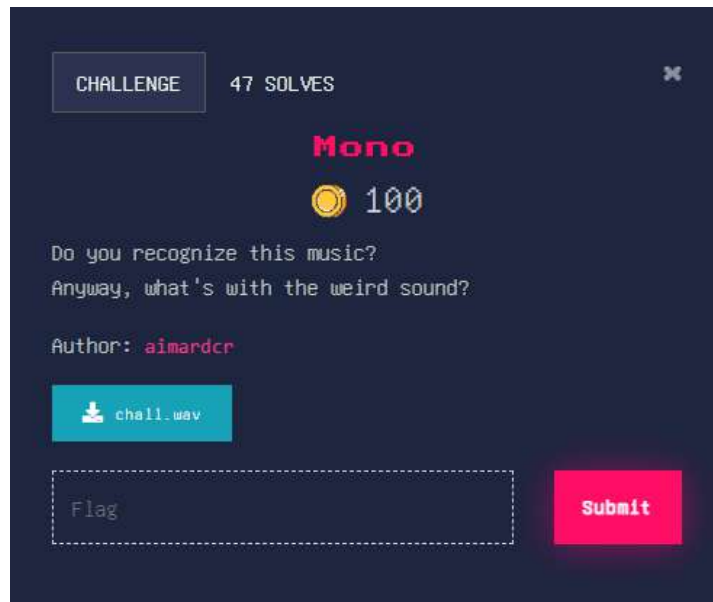 CHALLENGE 47 SOLVES
Mono
100
Do you recognize this music?
Anyway, what's with the weird sound?
Author: aimardcr
chall.wav
Flag
Submit